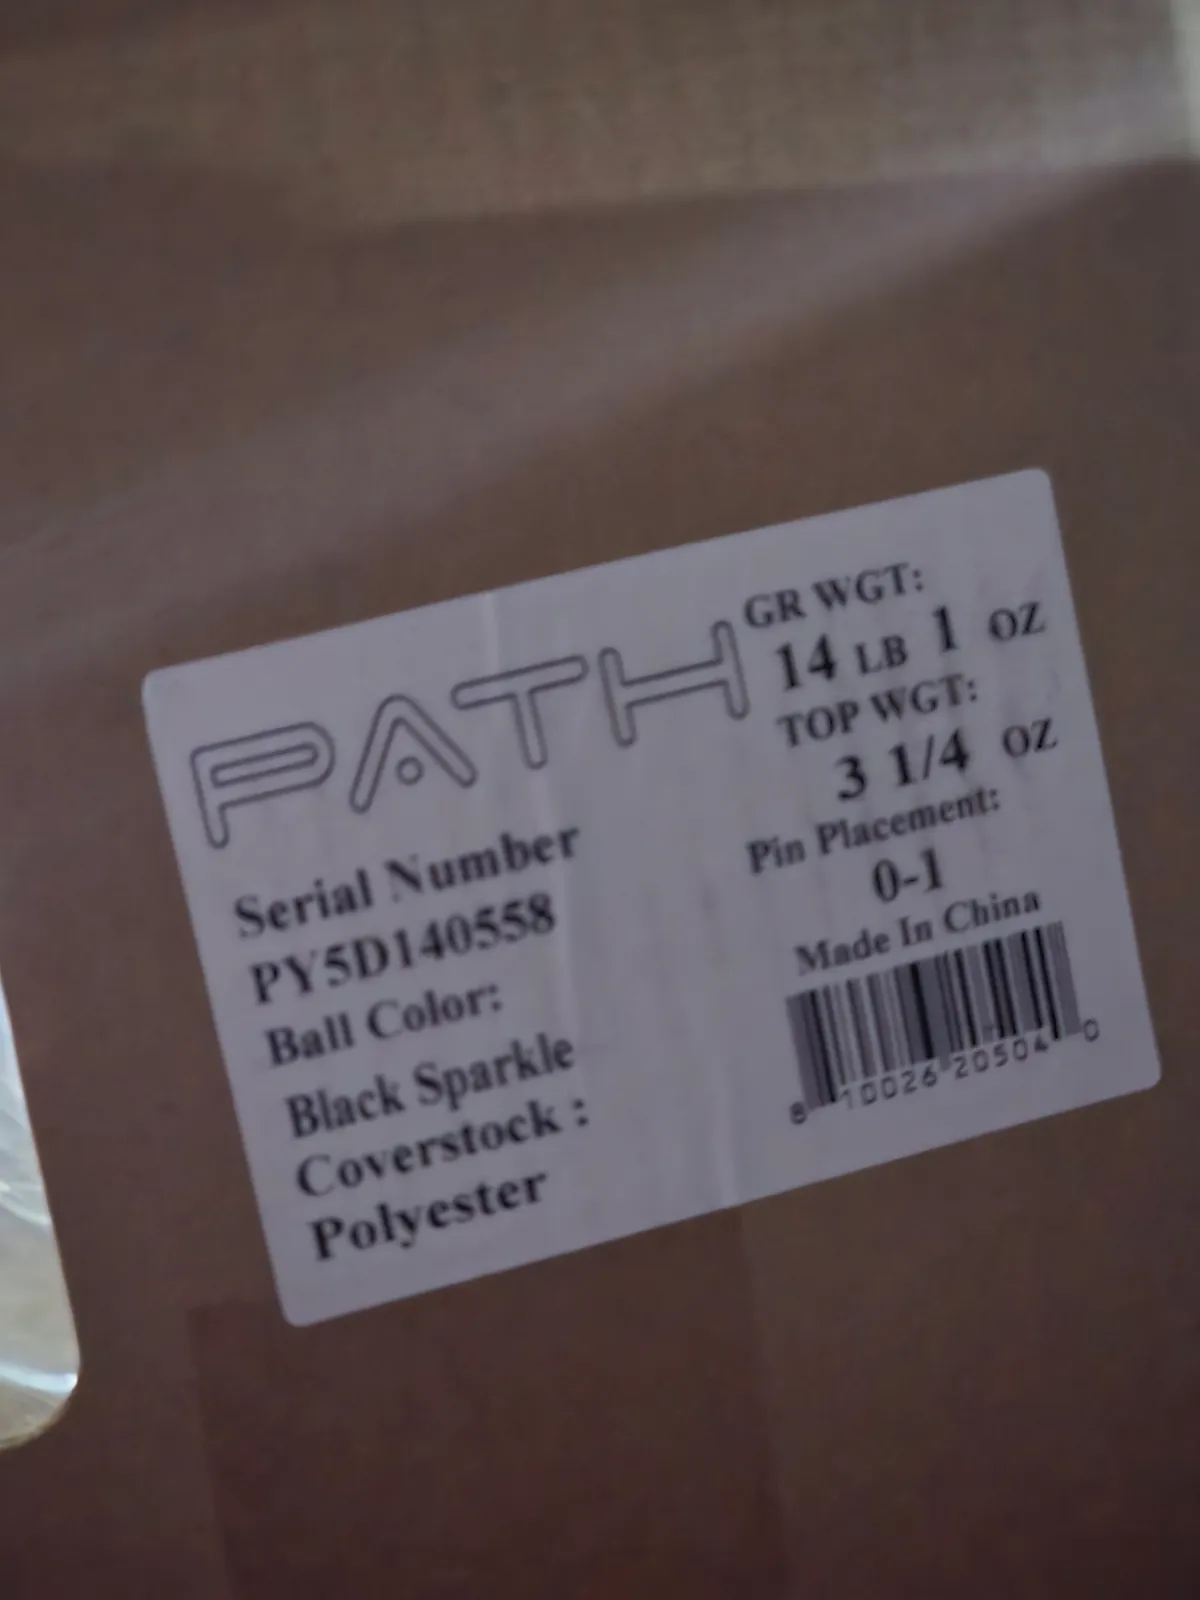 PATH
Serial Number
PY5D140558
Ball Color:
Black Sparkle
Coverstock :
Polyester
GR WGT:
14 LB 1 OZ
TOP WGT:
3 1/4 OZ
Pin Placement:
0-1
Made In China
8 10026 20504 0